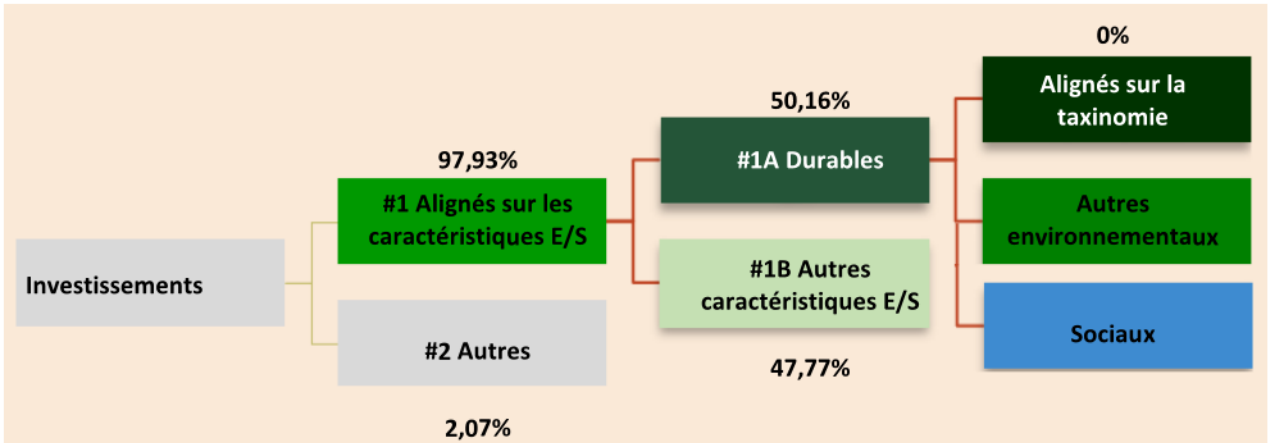 0%
Alignés sur la
taxinomie
50,16%
#1A Durables
97,93%
#1 Alignés sur les
caractéristiques E/S
Autres
environnementaux
Investissements
#1B Autres
caractéristiques E/S
#2 Autres
Sociaux
47,77%
2,07%